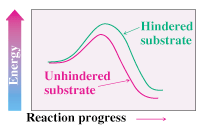 Hindered
substrate
Energy
Unhindered
substrate
Reaction progress